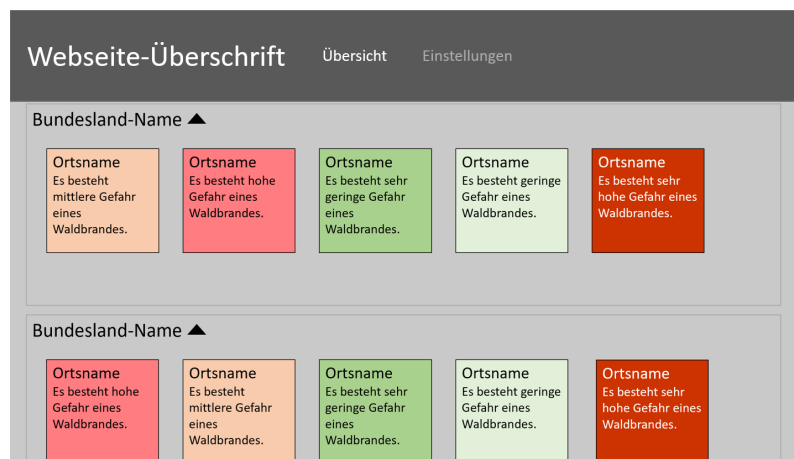 Webseite-Überschrift Übersicht Einstellungen
Bundesland-Name
Ortsname
Es besteht
mittlere Gefahr
eines
Waldbrandes.
Ortsname
Es besteht hohe
Gefahr eines
Waldbrandes.
Ortsname
Es besteht sehr
geringe Gefahr
eines
Waldbrandes.
Ortsname
Es besteht geringe
Gefahr eines
Waldbrandes.
Ortsname
Es besteht sehr
hohe Gefahr eines
Waldbrandes.
Bundesland-Name
Ortsname
Es besteht hohe
Gefahr eines
Waldbrandes.
Ortsname
Es besteht
mittlere Gefahr
eines
Waldbrandes.
Ortsname
Es besteht sehr
geringe Gefahr
eines
Waldbrandes.
Ortsname
Es besteht geringe
Gefahr eines
Waldbrandes.
Ortsname
Es besteht sehr
hohe Gefahr eines
Waldbrandes.